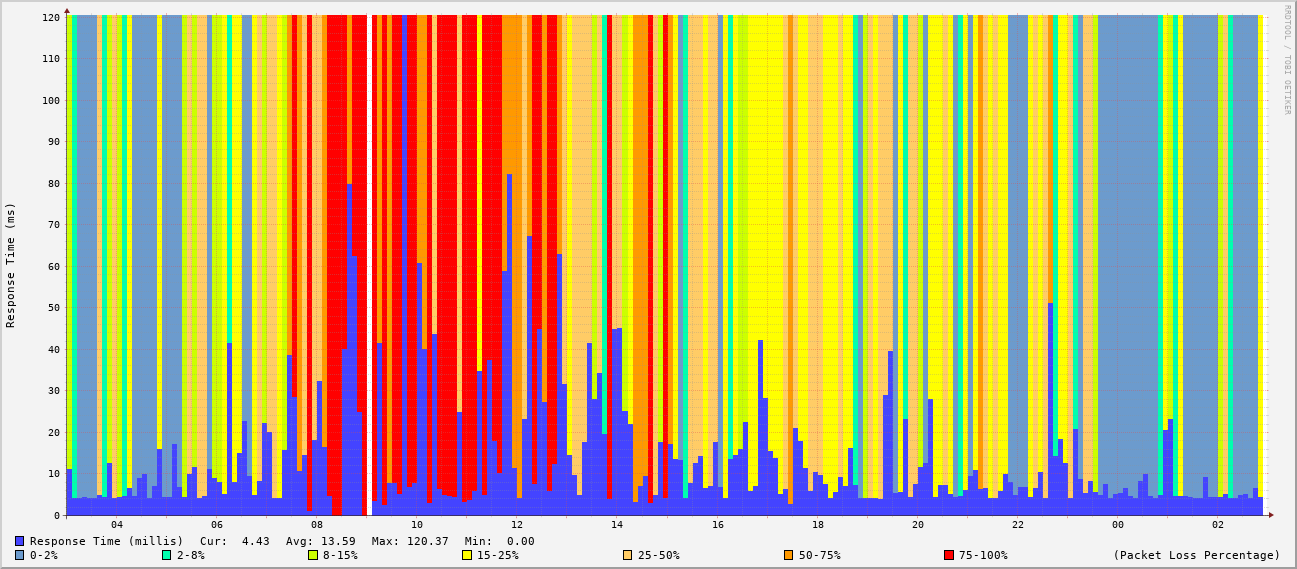 RRDTOOL / TOBI OETIKER
Response Time (ms)
120
110
100
90
80
70
60
50
40
30
20
10
0
04 06 08 10 12 14 16 18 20 22 00 02
Response Time (millis) Cur: 4.43 Avg: 13.59 Max: 120.37 Min: 0.00
0-2% 2-8% 8-15% 15-25% 25-50% 50-75% 75-100% (Packet Loss Percentage)